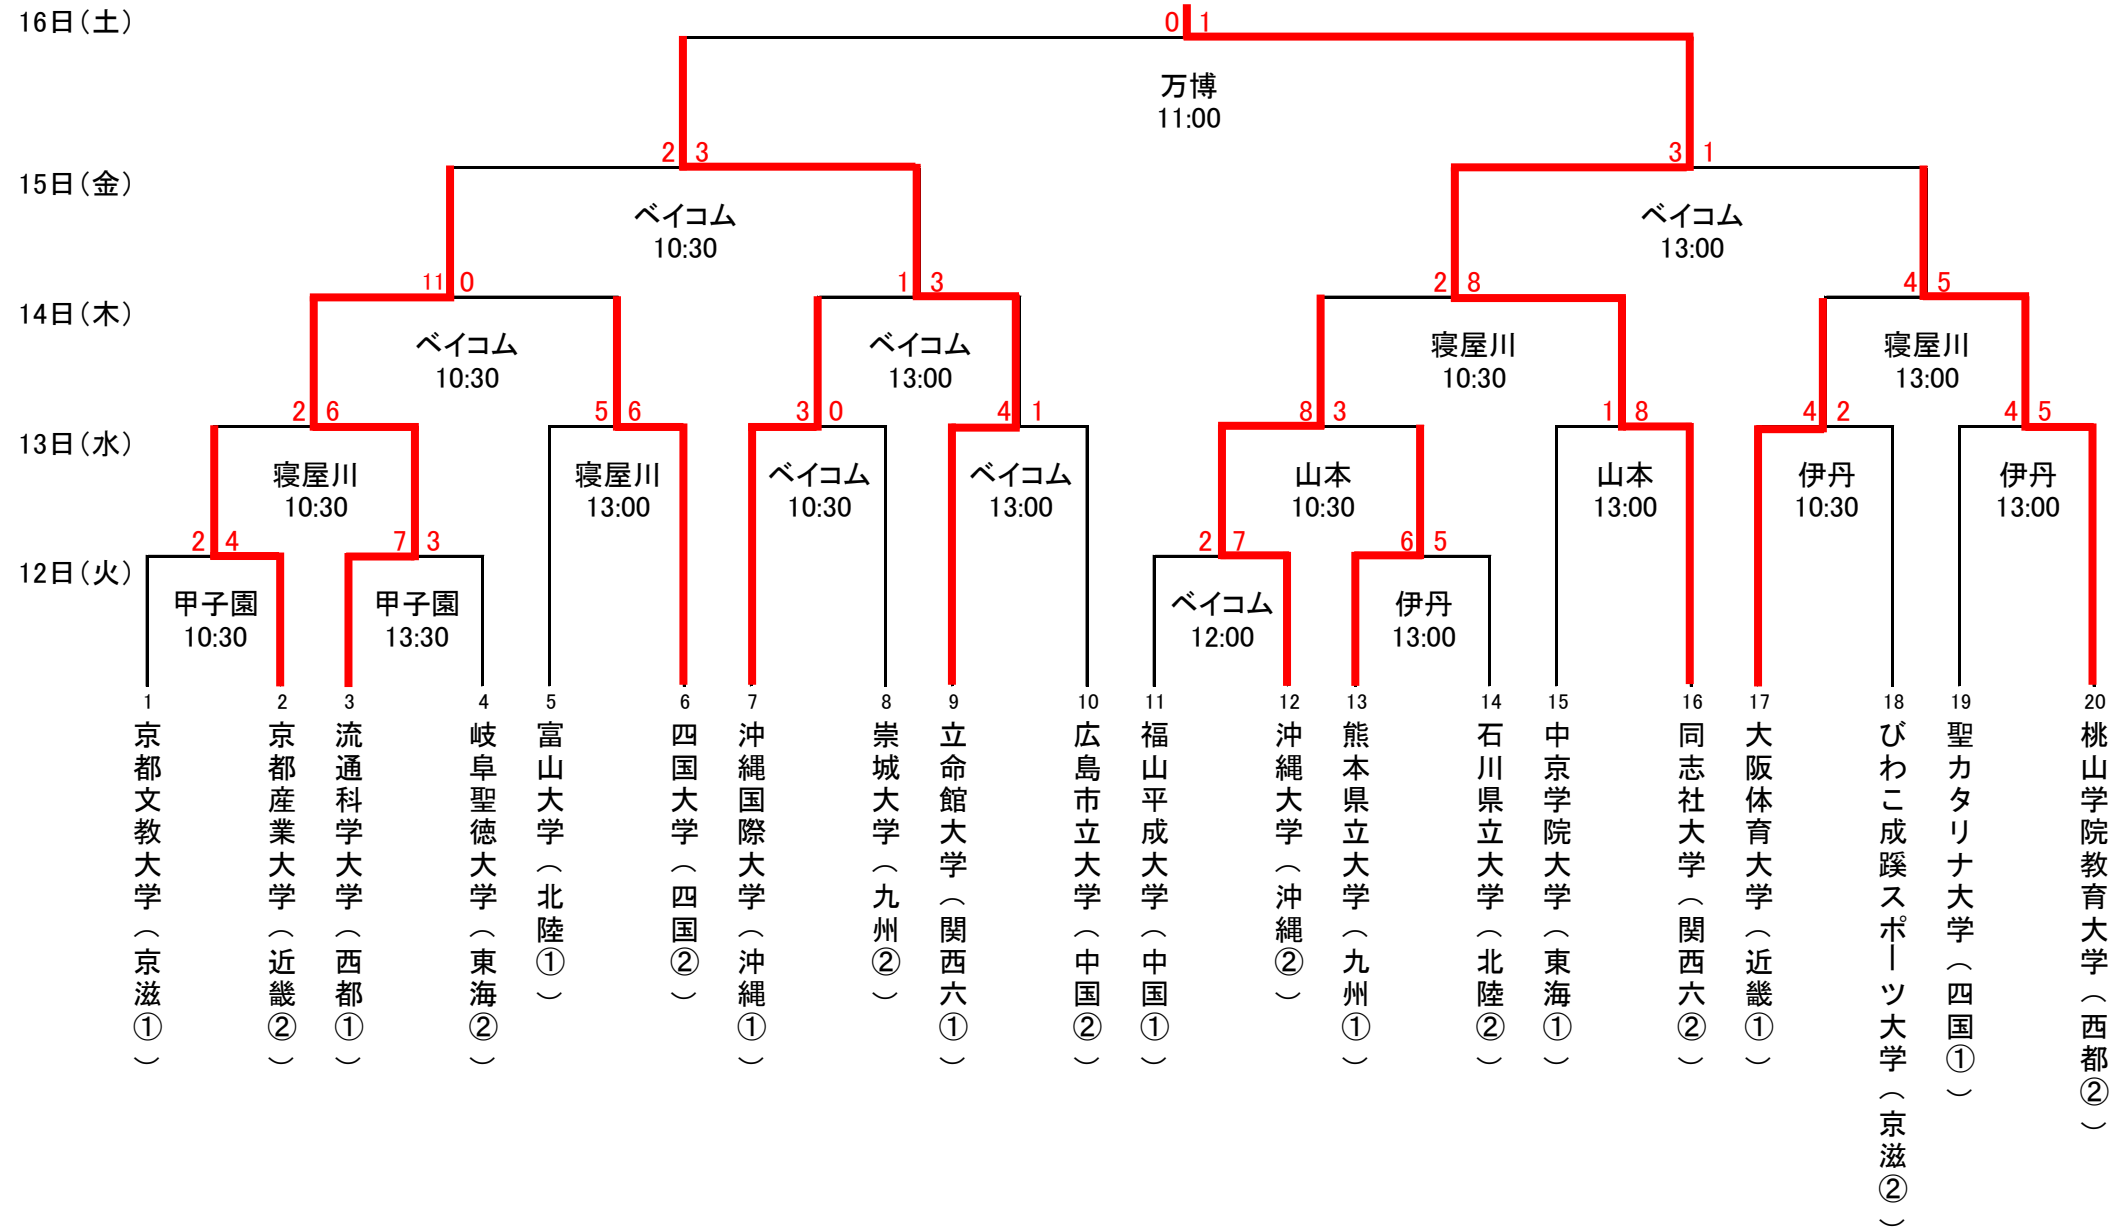 16日（土）
0 1
万博
11:00
2 3
3 1
15日（金）
ベイコム
10:30
ベイコム
13:00
11 0
1 3
2 8
4 5
14日（木）
ベイコム
10:30
ベイコム
13:00
寝屋川
10:30
寝屋川
13:00
2 6
5 6
3 0
4 1
8 3
1 8
4 2
4 5
13日（水）
寝屋川
10:30
寝屋川
13:00
ベイコム
10:30
ベイコム
13:00
山本
10:30
山本
13:00
伊丹
10:30
伊丹
13:00
2 4
7 3
2 7
6 5
12日（火）
甲子園
10:30
甲子園
13:30
ベイコム
12:00
伊丹
13:00
1
京都文教大学（京滋①）
2
京都産業大学（近畿②）
3
流通科学大学（西都①）
4
岐阜聖徳大学（東海②）
5
富山大学（北陸①）
6
四国大学（四国②）
7
沖縄国際大学（沖縄①）
8
崇城大学（九州②）
9
立命館大学（関西六①）
10
広島市立大学（中国②）
11
福山平成大学（中国①）
12
沖縄大学（沖縄②）
13
熊本県立大学（九州①）
14
石川県立大学（北陸②）
15
中京学院大学（東海①）
16
同志社大学（関西六②）
17
大阪体育大学（近畿①）
18
びわこ成蹊スポーツ大学（京滋②）
19
聖カタリナ大学（四国①）
20
桃山学院教育大学（西都②）